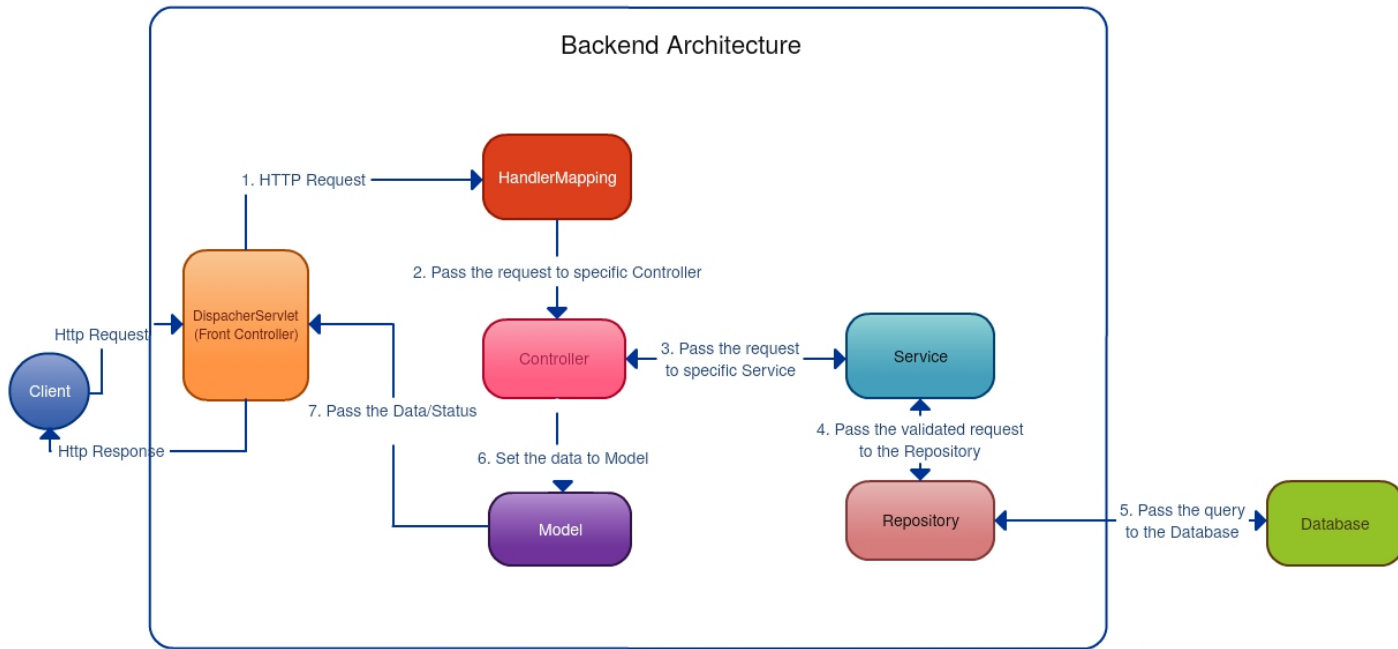 Backend Architecture
1. HTTP Request
HandlerMapping
2. Pass the request to specific Controller
DispacherServlet
(Front Controller)
Http Request
Client
Controller
3. Pass the request
to specific Service
Service
7. Pass the Data/Status
4. Pass the validated request
to the Repository
Http Response
6. Set the data to Model
Model
Repository
5. Pass the query
to the Database
Database